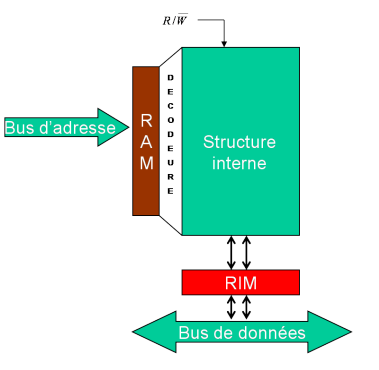 R/W̅
Bus d'adresse
RAM
DECODEURE
Structure
interne
RIM
Bus de données